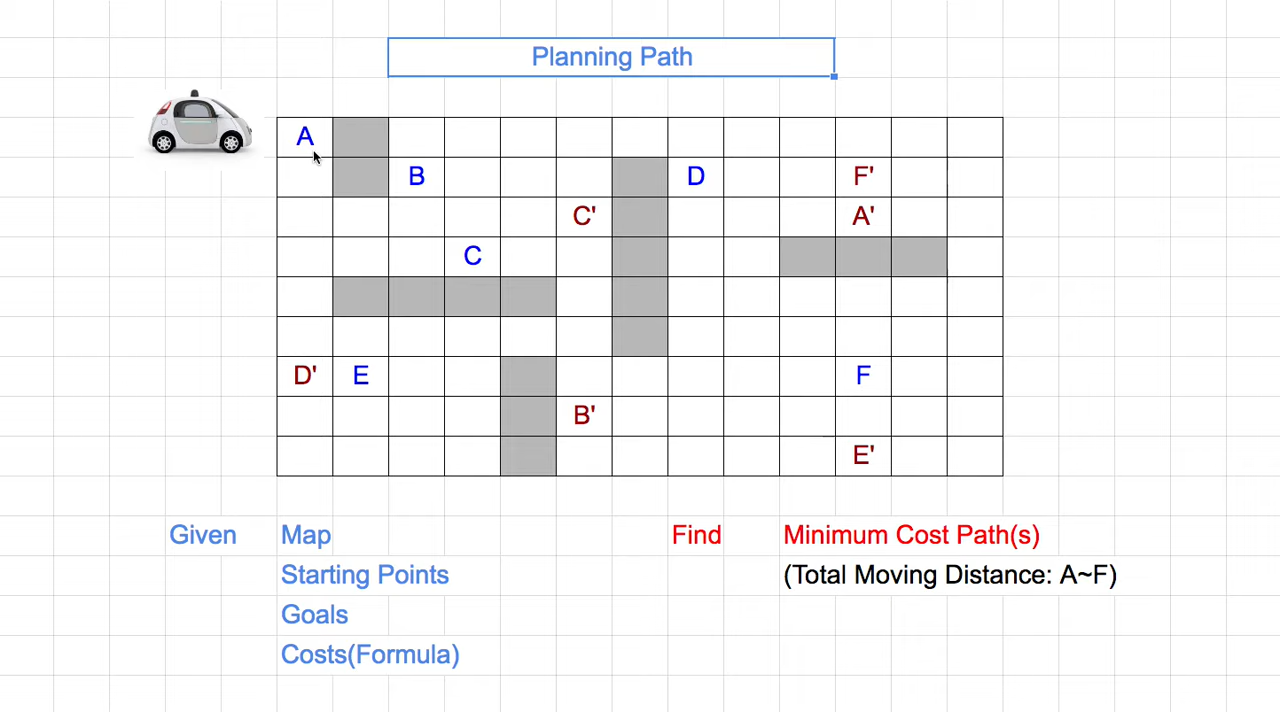 Planning Path
A
B D F'
C' A'
C
D' E F
B'
E'
Given Map Find Minimum Cost Path(s)
Starting Points (Total Moving Distance: A~F)
Goals
Costs(Formula)